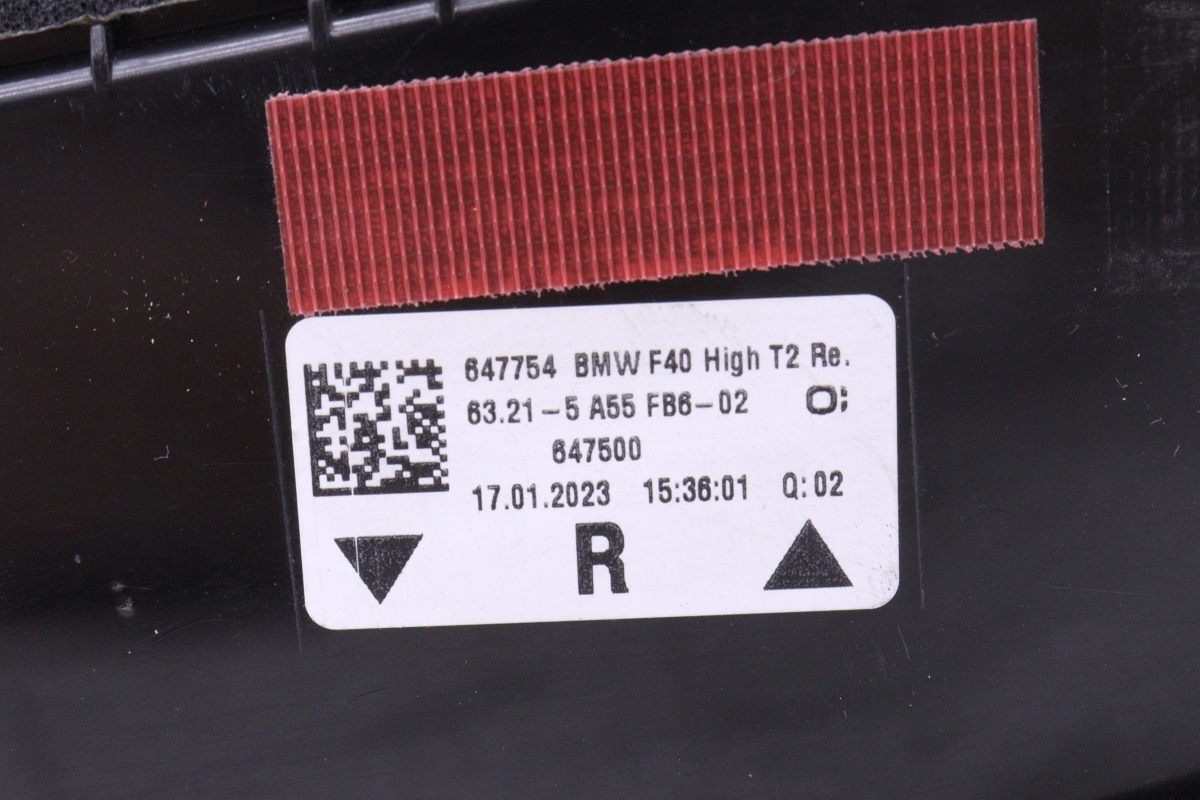 647754 BMW F40 High T2 Re.
63.21-5 A55 FB6-02 O;
647500
17.01.2023 15:36:01 Q:02
R